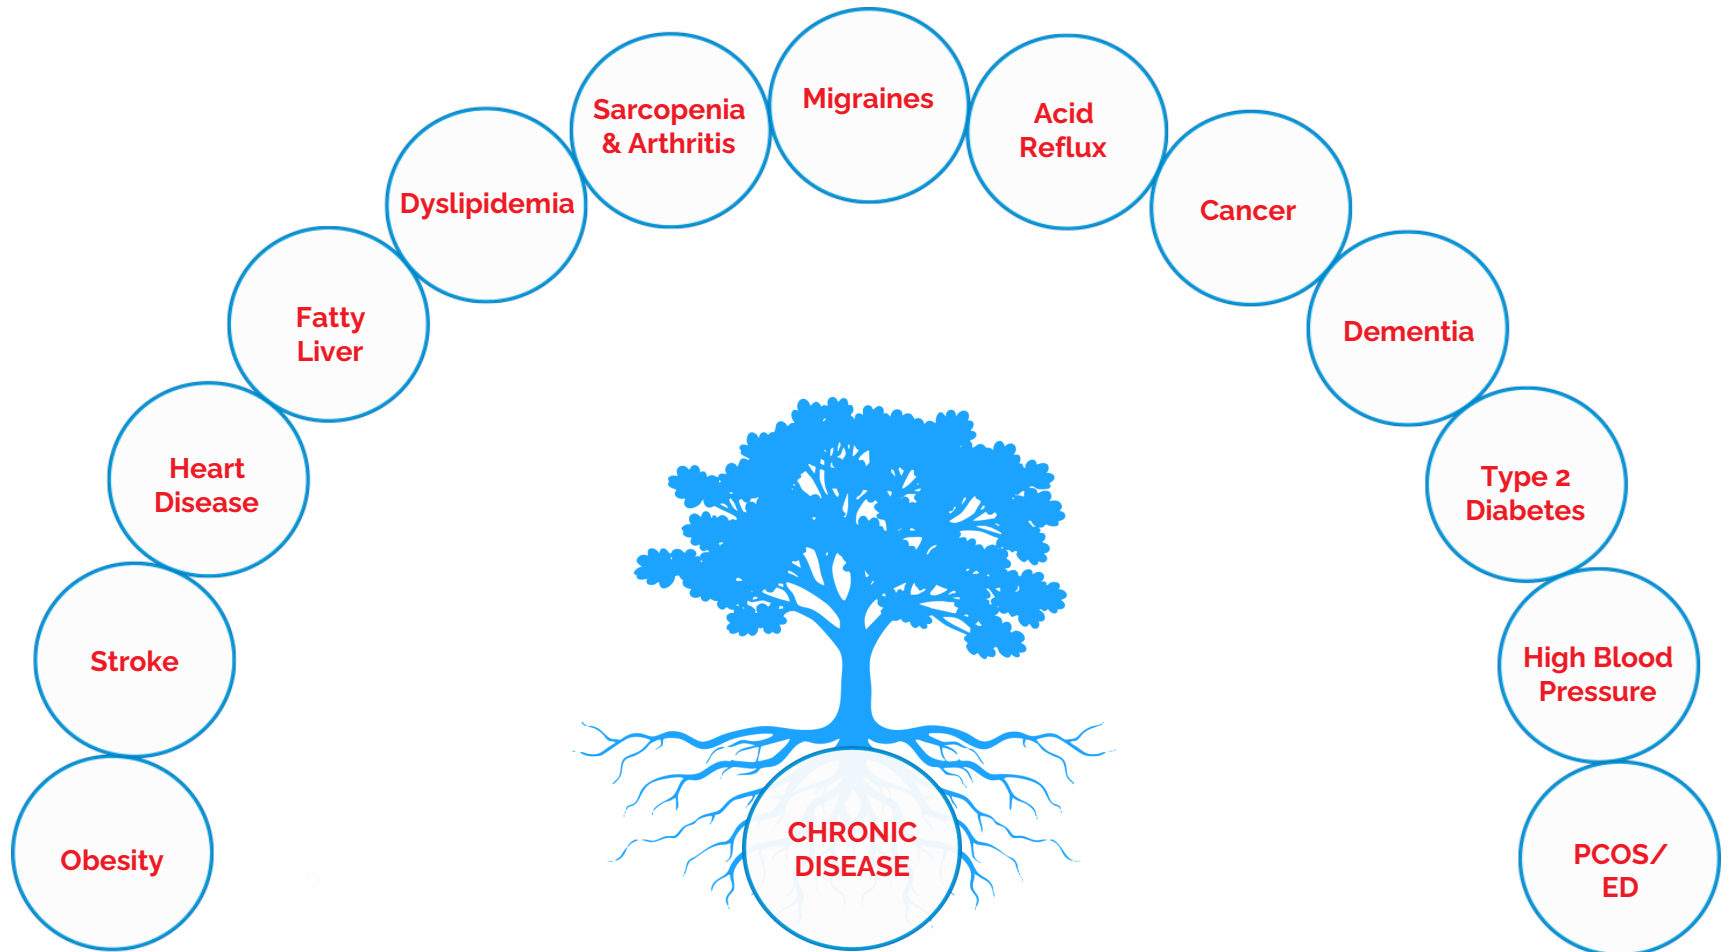 Migraines
Sarcopenia
& Arthritis
Acid
Reflux
Dyslipidemia
Cancer
Fatty
Liver
Dementia
Heart
Disease
Type 2
Diabetes
Stroke
High Blood
Pressure
Obesity
CHRONIC
DISEASE
PCOS/
ED